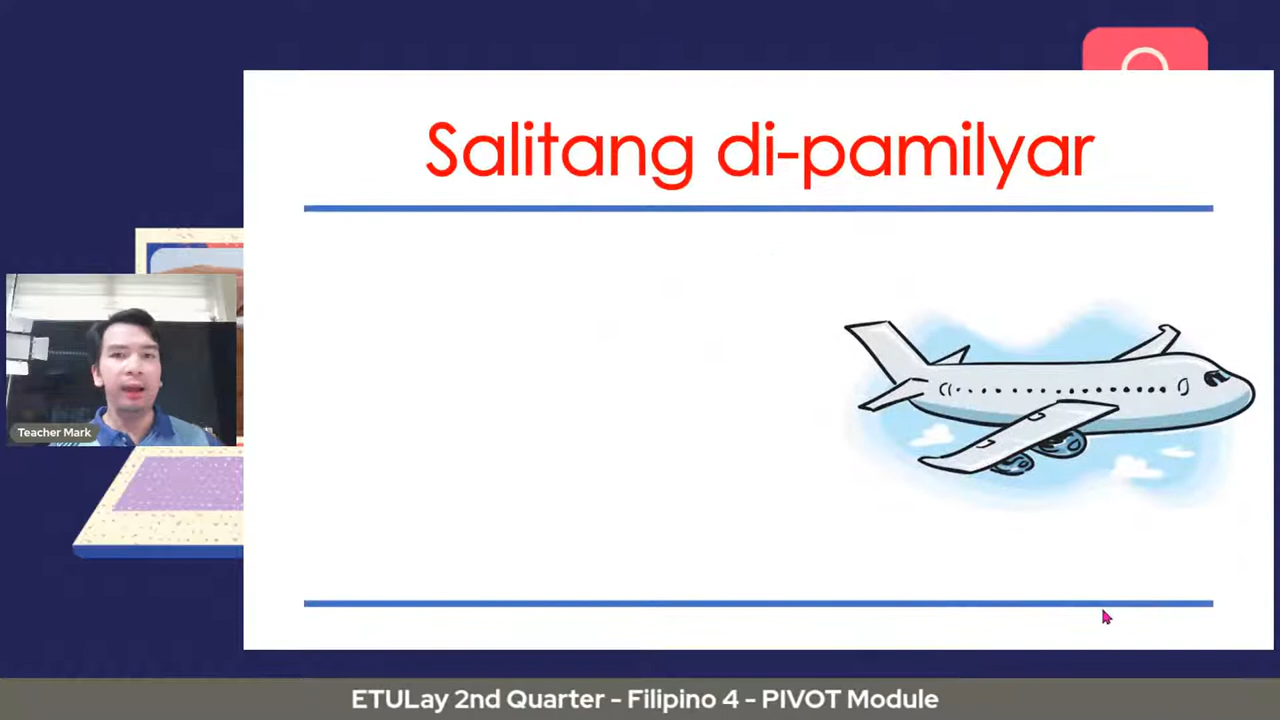 Salitang di-pamilyar
Teacher Mark
ETULay 2nd Quarter - Filipino 4 - PIVOT Module